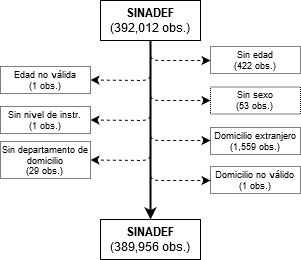 SINADEF
(392,012 obs.)
Sin edad
(422 obs.)
Edad no válida
(1 obs.)
Sin sexo
(53 obs.)
Sin nivel de instr.
(1 obs.)
Domicilio extranjero
(1,559 obs.)
Sin departamento de
domicilio
(29 obs.)
Domicilio no válido
(1 obs.)
SINADEF
(389,956 obs.)